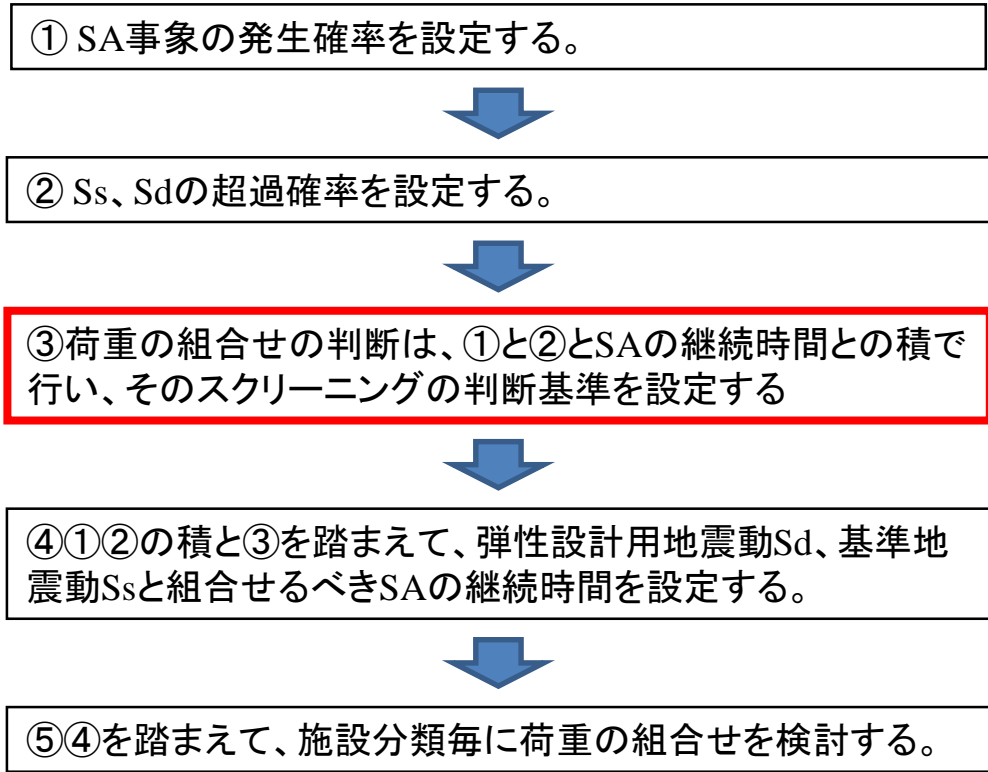 ① SA事象の発生確率を設定する。
② Ss、Sdの超過確率を設定する。
③荷重の組合せの判断は、①と②とSAの継続時間との積で
行い、そのスクリーニングの判断基準を設定する
④①②の積と③を踏まえて、弾性設計用地震動Sd、基準地
震動Ssと組合せるべきSAの継続時間を設定する。
⑤④を踏まえて、施設分類毎に荷重の組合せを検討する。